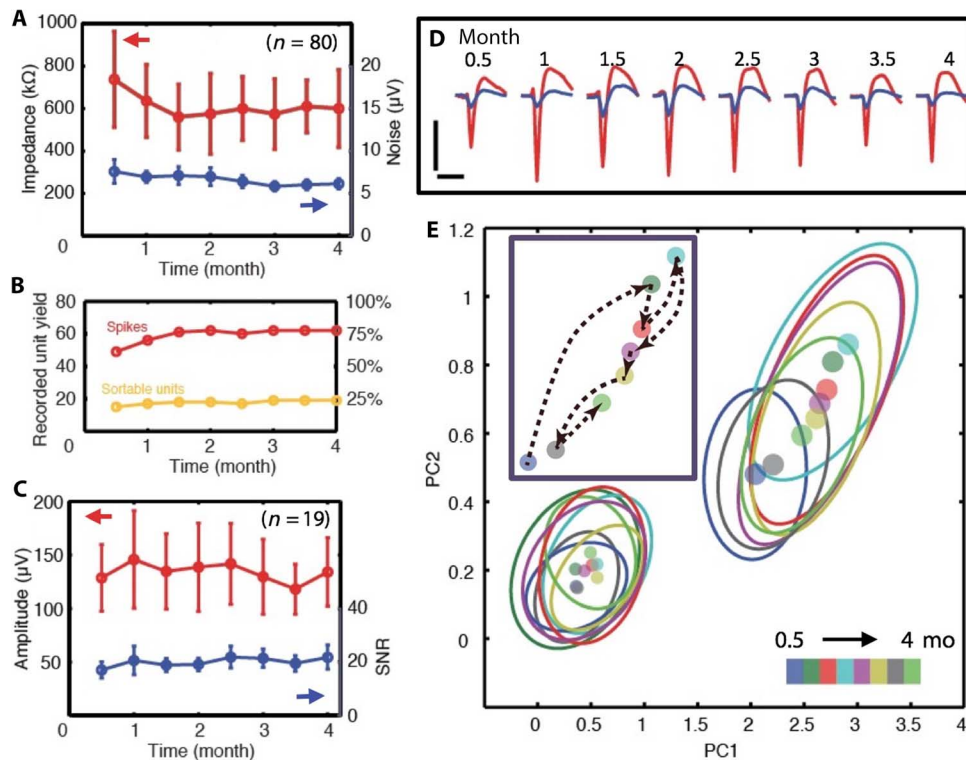 A
(n = 80)
1000
800
600
400
200
0
Impedance (kΩ)
20
15
10
5
0
Noise (µV)
1 2 3 4
Time (month)
B
80
60
40
20
0
Recorded unit yield
Spikes
Sortable units
100%
75%
50%
25%
1 2 3 4
Time (month)
C
(n = 19)
200
150
100
50
0
Amplitude (µV)
40
20
0
SNR
0 1 2 3 4
Time (month)
D Month
0.5 1 1.5 2 2.5 3 3.5 4
E
1.2
1
0.8
0.6
0.4
0.2
0
PC2
0.5 4 mo
0 0.5 1 1.5 2 2.5 3 3.5 4
PC1